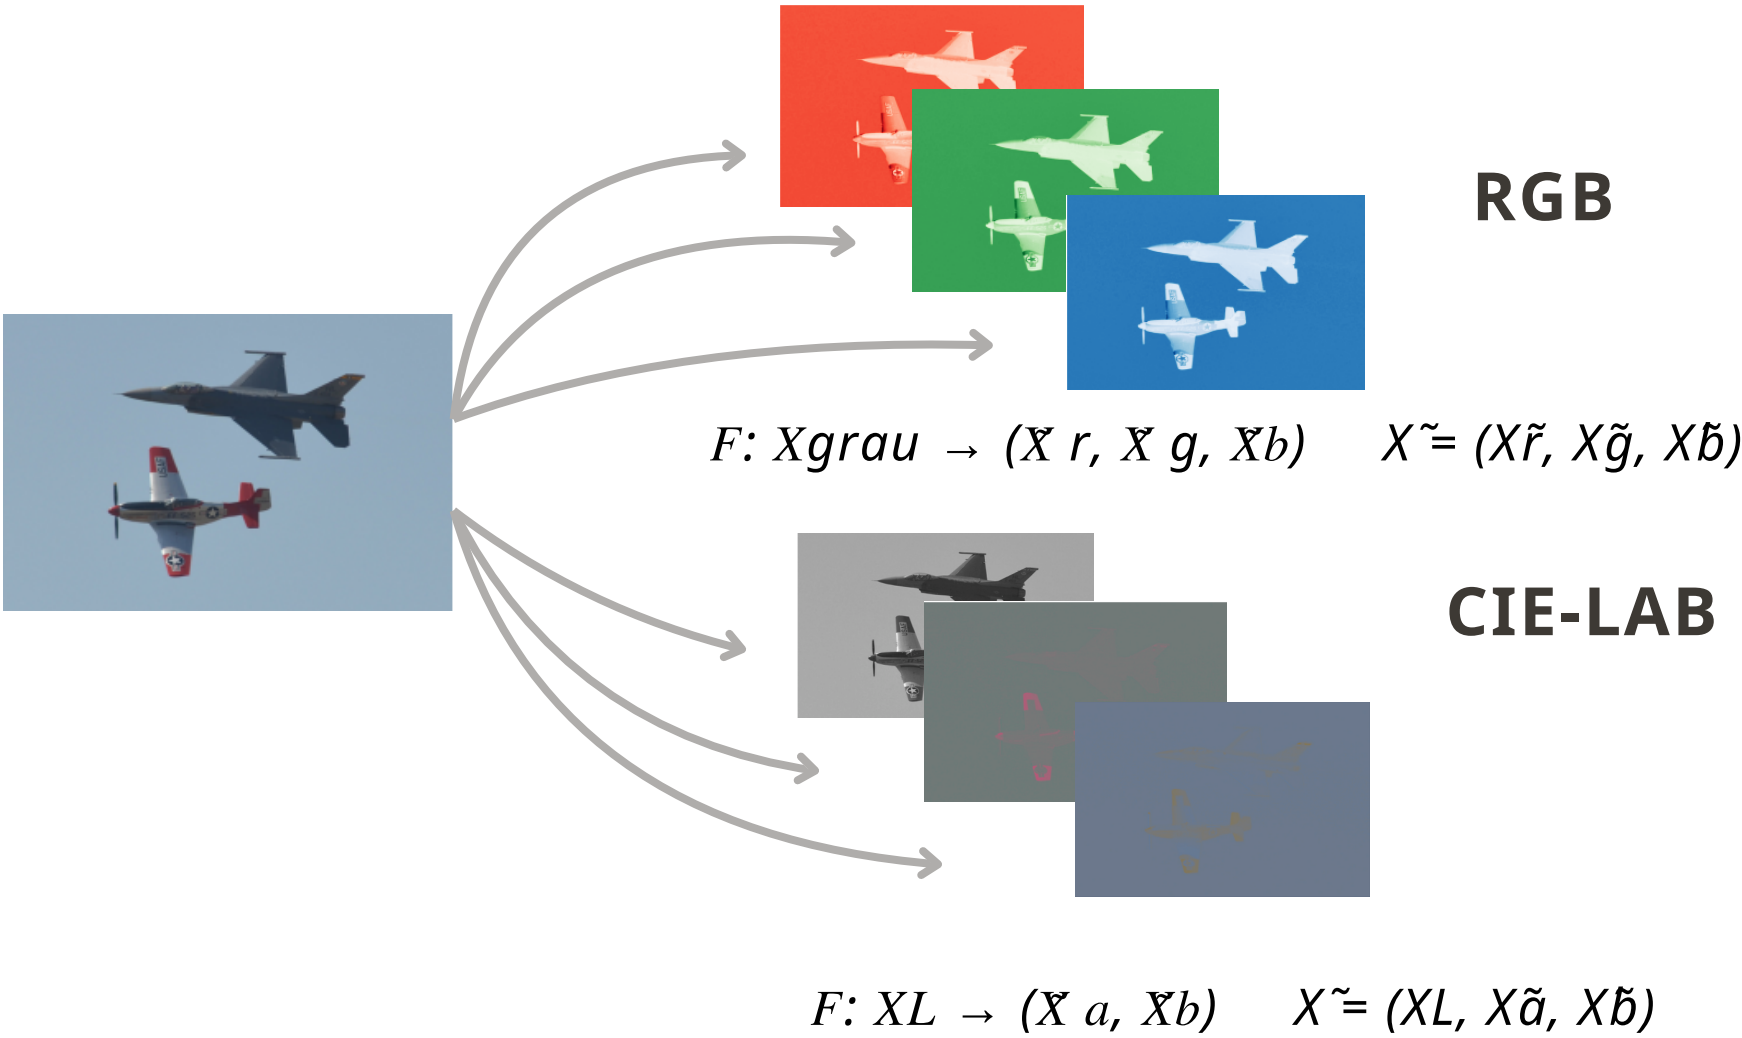 RGB
F: Xgrau → (X̃ r, X̃ g, X̃b) X̃ = (Xr̃, Xg̃, Xb̃)
CIE-LAB
F: XL → (X̃ a, X̃b) X̃ = (XL, Xã, Xb̃)